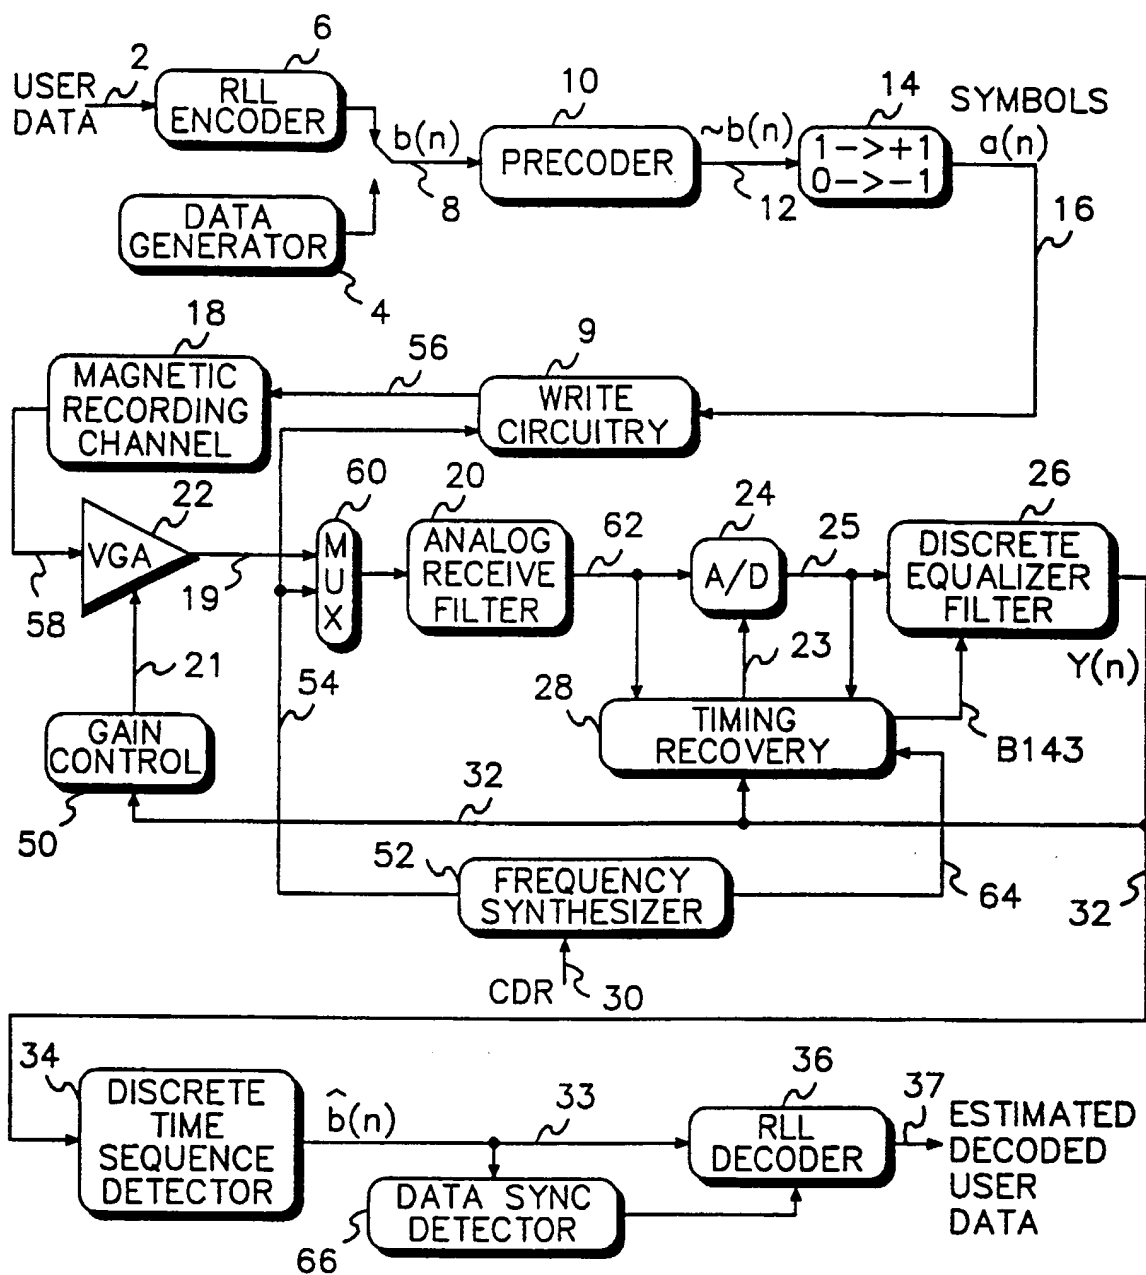 6
2
USER
DATA
RLL
ENCODER
10
14
SYMBOLS
b(n)
PRECODER
~b(n)
1->+1
0->-1
a(n)
8
12
16
DATA
GENERATOR
4
18
MAGNETIC
RECORDING
CHANNEL
56
9
WRITE
CIRCUITRY
22
VGA
58
19
60
MUX
20
ANALOG
RECEIVE
FILTER
62
24
A/D
25
26
DISCRETE
EQUALIZER
FILTER
Y(n)
21
54
23
28
TIMING
RECOVERY
B143
GAIN
CONTROL
50
32
52
FREQUENCY
SYNTHESIZER
64
32
CDR
30
34
DISCRETE
TIME
SEQUENCE
DETECTOR
b̂(n)
33
36
RLL
DECODER
37
ESTIMATED
DECODED
USER
DATA
DATA SYNC
DETECTOR
66